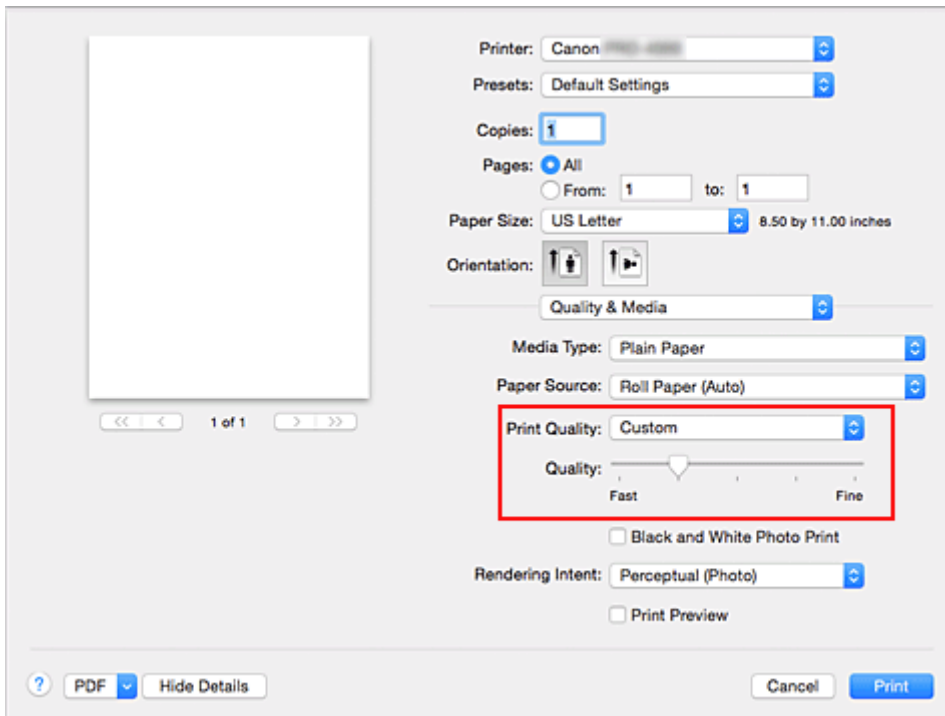 Printer: Canon
Presets: Default Settings
Copies: 1
Pages: All
From: 1 to: 1
Paper Size: US Letter 8.50 by 11.00 inches
Orientation:
Quality & Media
Media Type: Plain Paper
Paper Source: Roll Paper (Auto)
<< < 1 of 1 > >>
Print Quality: Custom
Quality:
Fast Fine
Black and White Photo Print
Rendering Intent: Perceptual (Photo)
Print Preview
? PDF Hide Details Cancel Print